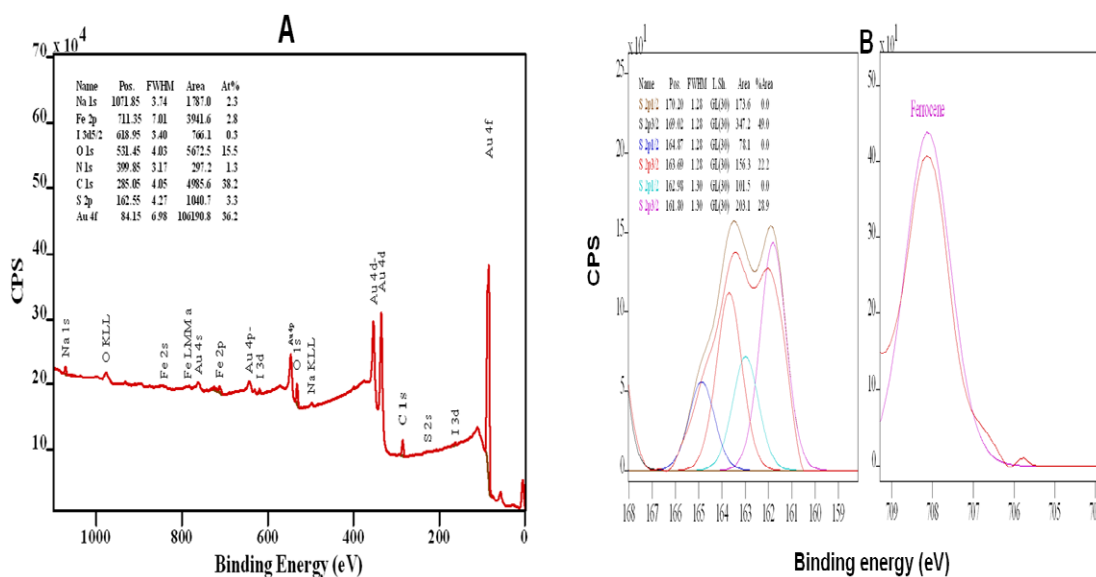 A
x 10⁴
70
60
50
40
30
20
10
CPS
Name Pos. FWHM Area At%
Na 1s 1071.85 3.74 1787.0 2.3
Fe 2p 711.35 7.01 3941.6 2.8
I 3d5/2 618.95 3.40 766.1 0.3
O 1s 531.45 4.03 5672.5 15.5
N 1s 399.85 3.17 297.2 1.3
C 1s 285.05 4.05 4985.6 38.2
S 2p 162.55 4.27 1040.7 3.3
Au 4f 84.15 6.98 106190.8 36.2
Na 1s
O KLL
Fe 2s
Fe LMMa
Au 4s
Fe 2p
Au 4p-
I 3d
Au 4p
O 1s
Na KLL
Au 4d-
Au 4d
C 1s
S 2s
I 3d
Au 4f
1000 800 600 400 200 0
Binding Energy (eV)
B
x10¹
25
20
15
10
5
0
CPS
Name Pos. FWHM L.Sh. Area %Area
S 2p1/2 170.20 1.28 GL(30) 173.6 0.0
S 2p3/2 169.02 1.28 GL(30) 347.2 49.0
S 2p1/2 164.87 1.28 GL(30) 78.1 0.0
S 2p3/2 163.69 1.28 GL(30) 156.3 22.2
S 2p1/2 162.98 1.30 GL(30) 101.5 0.0
S 2p3/2 161.80 1.30 GL(30) 203.1 28.9
168 167 166 165 164 163 162 161 160 159
x10¹
50
40
30
20
10
0
Ferrocene
709 708 707 706 705
Binding energy (eV)